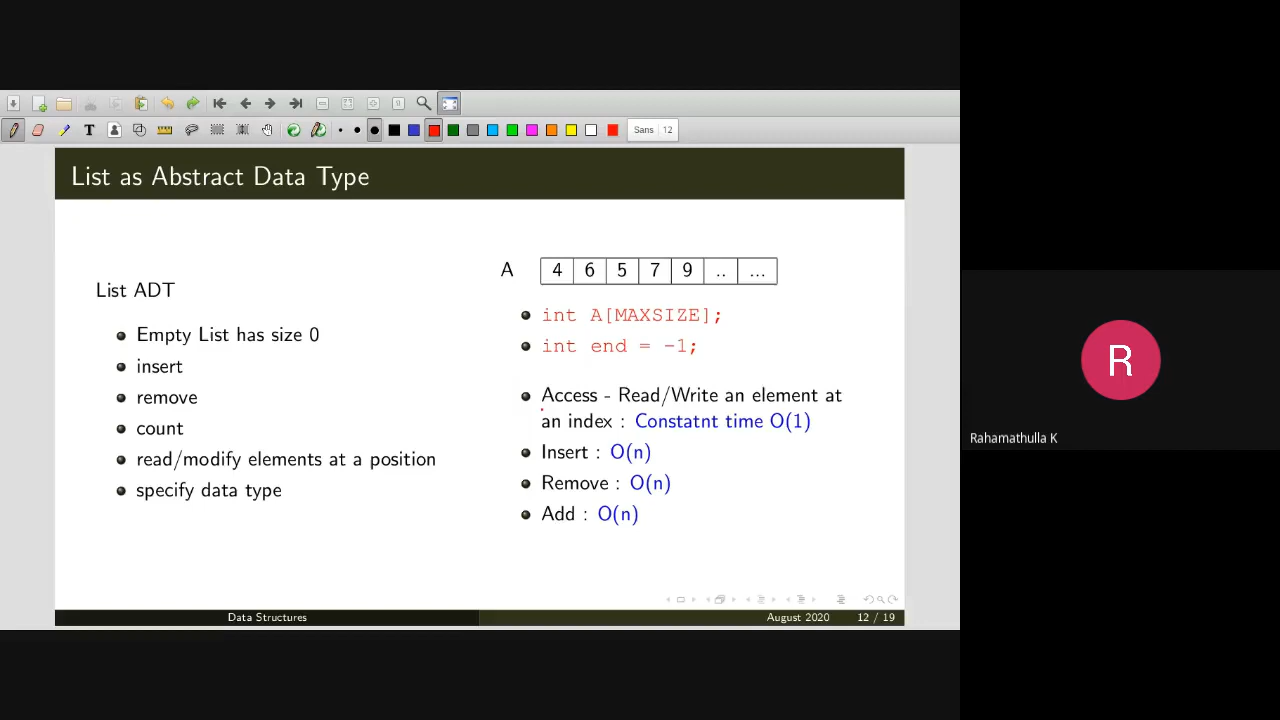 Sans 12
List as Abstract Data Type
List ADT
Empty List has size 0
insert
remove
count
read/modify elements at a position
specify data type
A 4 6 5 7 9 .. ...
int A[MAXSIZE];
int end = -1;
Access - Read/Write an element at
an index : Constatnt time O(1)
Insert : O(n)
Remove : O(n)
Add : O(n)
Data Structures August 2020 12 / 19
R
Rahamathulla K